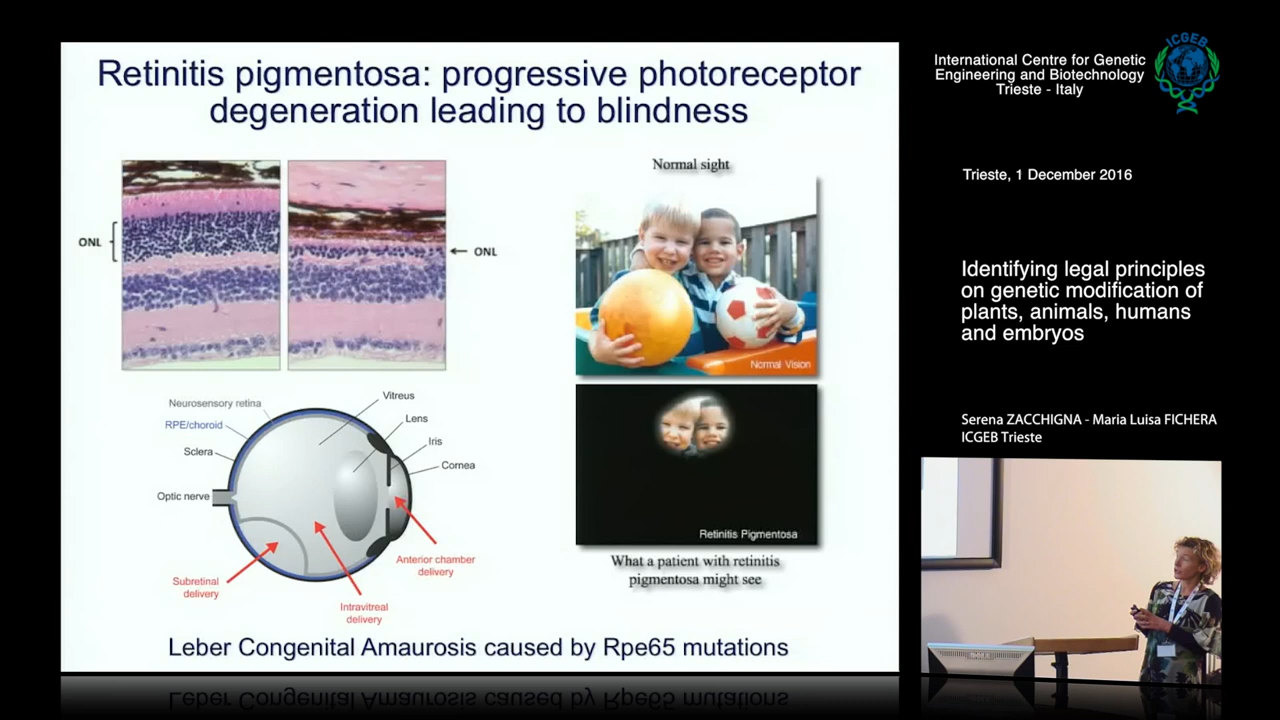 Retinitis pigmentosa: progressive photoreceptor
degeneration leading to blindness
ONL
ONL
Normal sight
Normal Vision
Retinitis Pigmentosa
What a patient with retinitis
pigmentosa might see
Neurosensory retina
RPE/choroid
Sclera
Optic nerve
Vitreus
Lens
Iris
Cornea
Subretinal
delivery
Intravitreal
delivery
Anterior chamber
delivery
Leber Congenital Amaurosis caused by Rpe65 mutations
International Centre for Genetic
Engineering and Biotechnology
Trieste - Italy
ICGEB
Trieste, 1 December 2016
Identifying legal principles
on genetic modification of
plants, animals, humans
and embryos
Serena ZACCHIGNA - Maria Luisa FICHERA
ICGEB Trieste